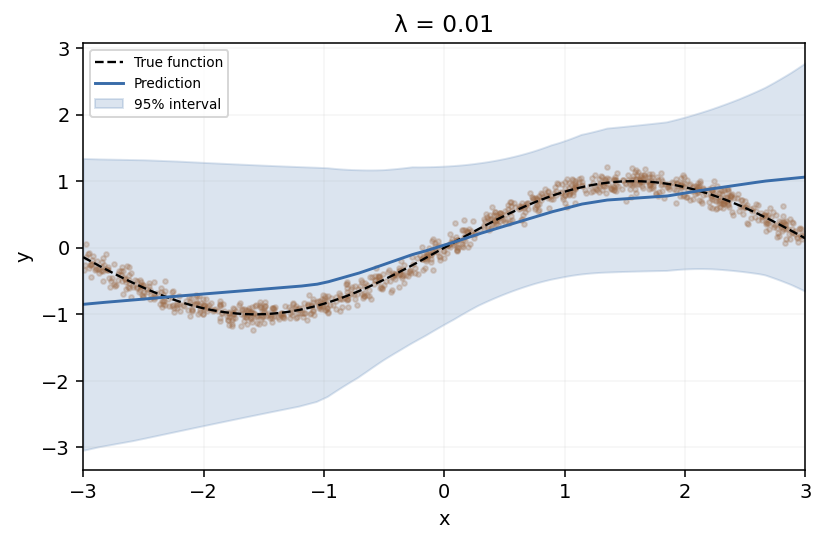 λ = 0.01
True function
Prediction
95% interval
3
2
1
0
−1
−2
−3
y
−3
−2
−1
0
1
2
3
x